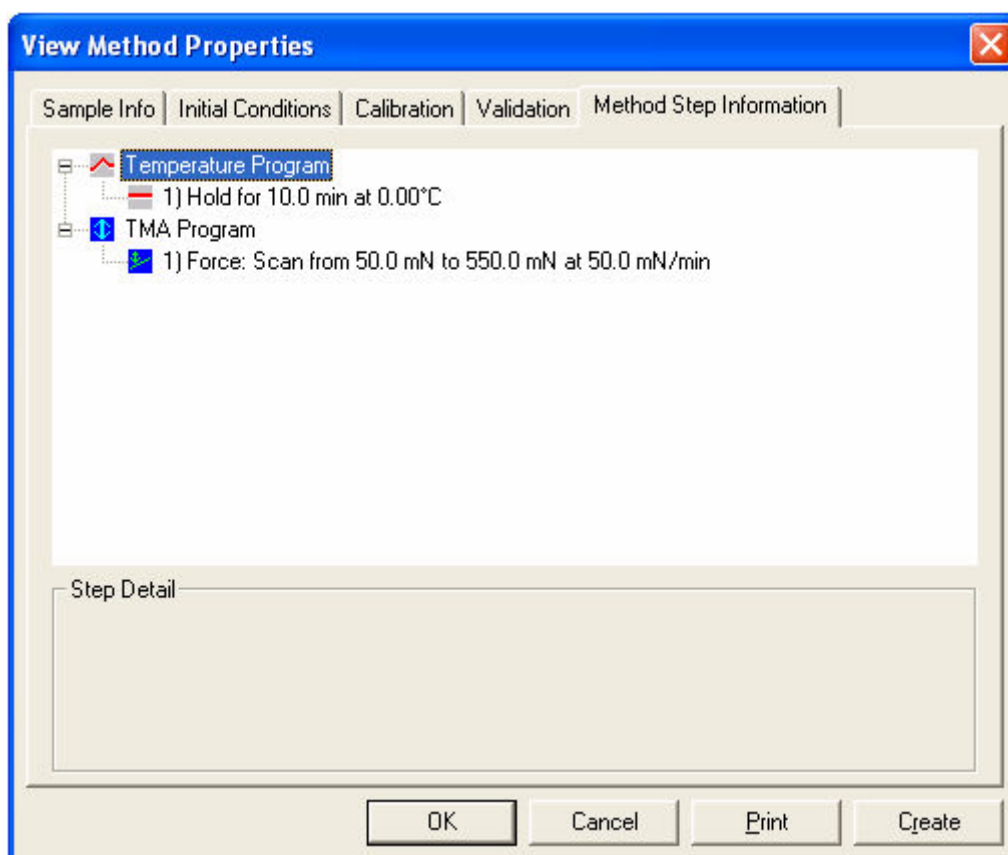 View Method Properties
Sample Info Initial Conditions Calibration Validation Method Step Information
Temperature Program
1) Hold for 10.0 min at 0.00°C
TMA Program
1) Force: Scan from 50.0 mN to 550.0 mN at 50.0 mN/min
Step Detail
OK Cancel Print Create